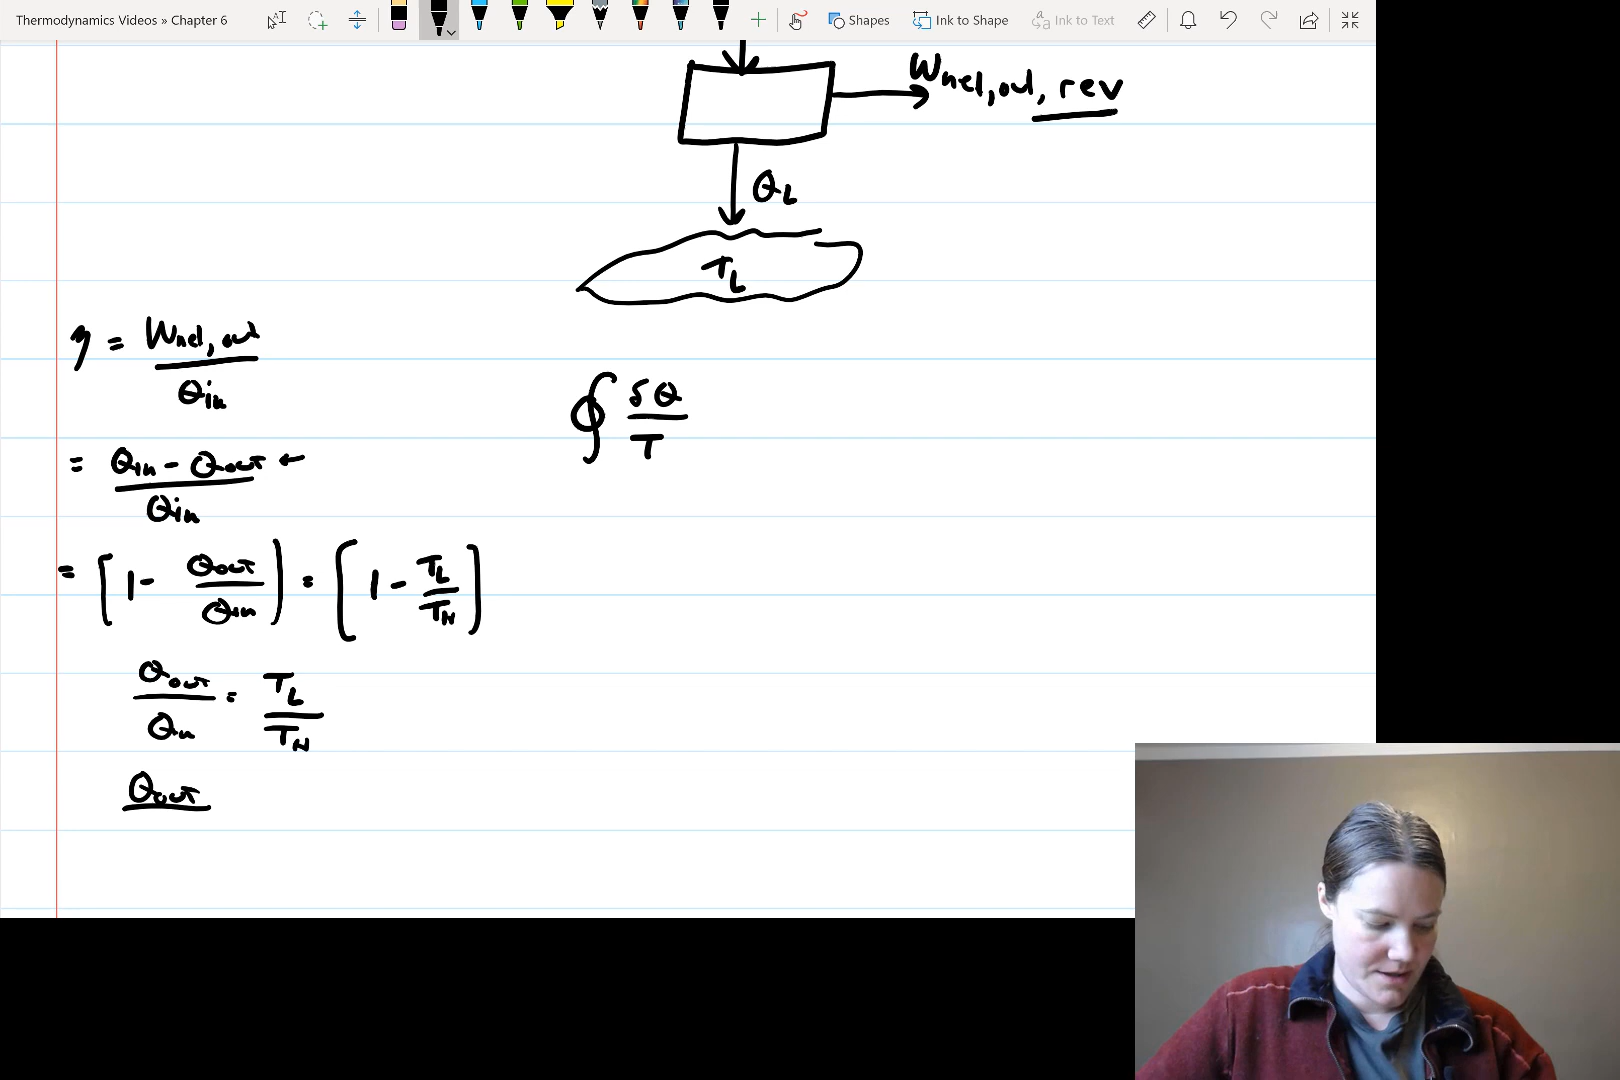 Thermodynamics Videos » Chapter 6
Shapes
Ink to Shape
Ink to Text
Wnet,out, rev
QL
TL
η = Wnet,out / Qin
∮ δQ / T
= Qin - Qout ← / Qin
= [1 - Qout / Qin] = [1 - TL / TH]
Qout / Qin = TL / TH
Qout